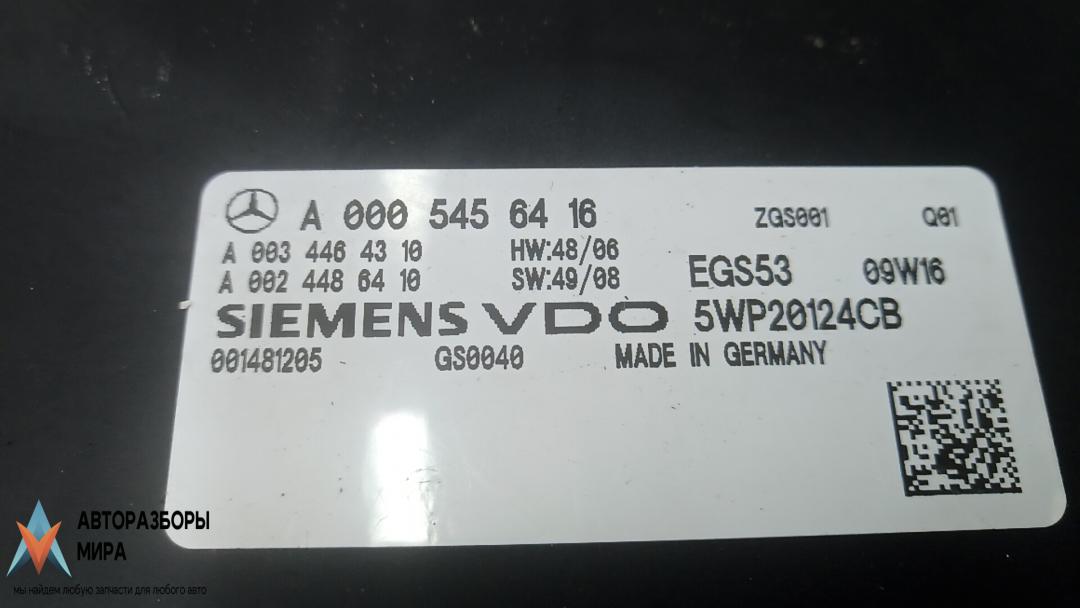 A 000 545 64 16 ZGS001 Q01
A 003 446 43 10 HW:48/06
A 002 448 64 10 SW:49/08 EGS53 09W16
SIEMENS VDO 5WP20124CB
001481205 GS0040 MADE IN GERMANY
АВТОРАЗБОРЫ
МИРА
мы найдем любую запчасти для любого авто